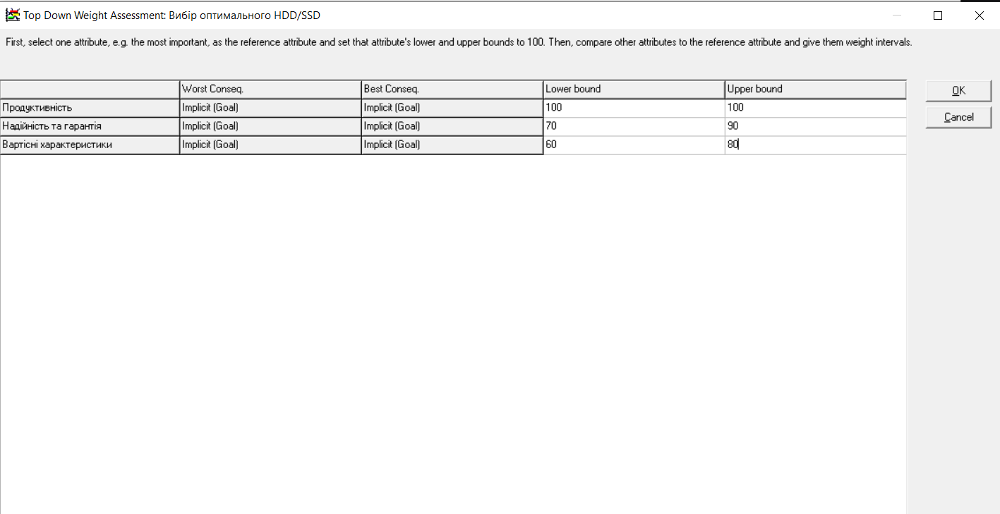 Top Down Weight Assessment: Вибір оптимального HDD/SSD
First, select one attribute, e.g. the most important, as the reference attribute and set that attribute's lower and upper bounds to 100. Then, compare other attributes to the reference attribute and give them weight intervals.
Worst Conseq. Best Conseq. Lower bound Upper bound
Продуктивність Implicit (Goal) Implicit (Goal) 100 100
Надійність та гарантія Implicit (Goal) Implicit (Goal) 70 90
Вартісні характеристики Implicit (Goal) Implicit (Goal) 60 80
OK
Cancel